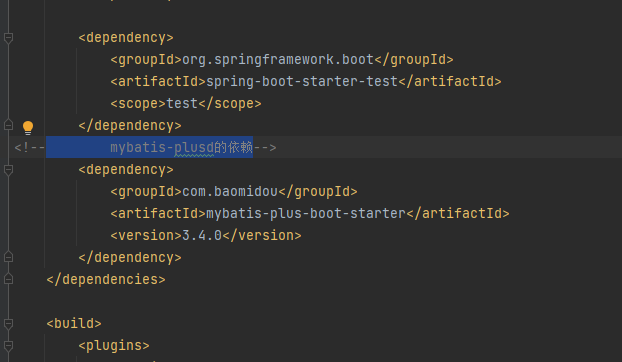 <dependency>
<groupId>org.springframework.boot</groupId>
<artifactId>spring-boot-starter-test</artifactId>
<scope>test</scope>
</dependency>
<!-- mybatis-plusd的依赖-->
<dependency>
<groupId>com.baomidou</groupId>
<artifactId>mybatis-plus-boot-starter</artifactId>
<version>3.4.0</version>
</dependency>
</dependencies>
<build>
<plugins>